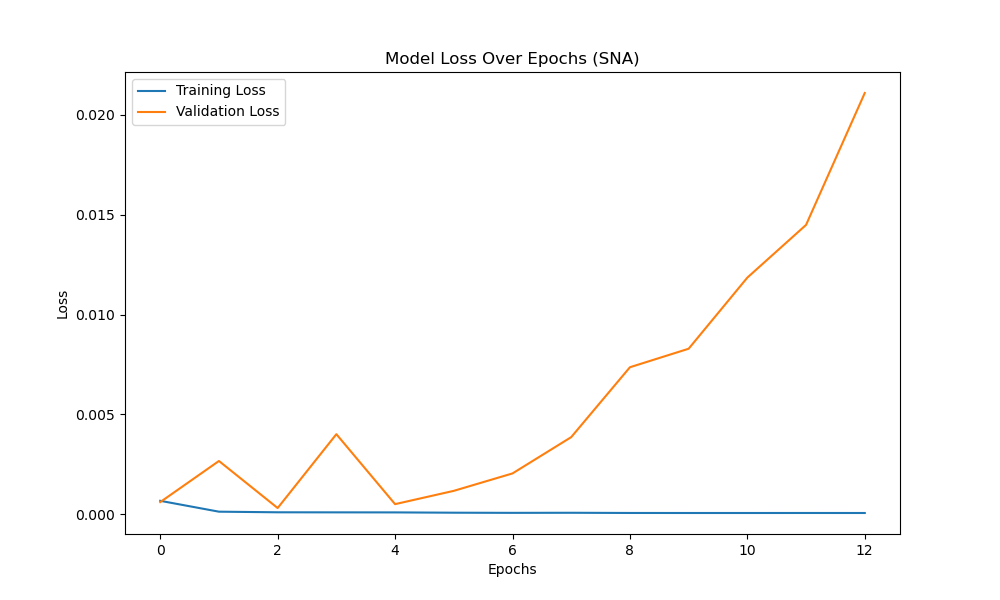 Model Loss Over Epochs (SNA)
Training Loss
Validation Loss
0.020
0.015
0.010
0.005
0.000
Loss
0 2 4 6 8 10 12
Epochs